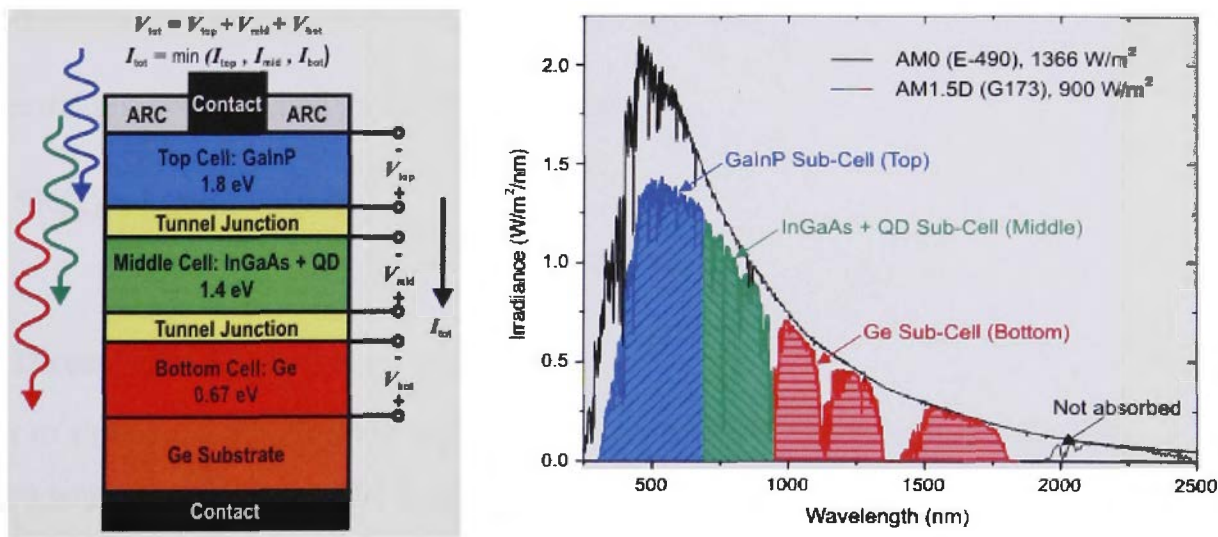 V_tot = V_top + V_mid + V_bot
I_tot = min (I_top , I_mid , I_bot)
Contact
ARC
ARC
Top Cell: GaInP
1.8 eV
-
V_top
+
Tunnel Junction
-
Middle Cell: InGaAs + QD
1.4 eV
V_mid
+
I_tot
Tunnel Junction
-
Bottom Cell: Ge
0.67 eV
V_bot
+
Ge Substrate
Contact
AM0 (E-490), 1366 W/m²
AM1.5D (G173), 900 W/m²
GaInP Sub-Cell (Top)
InGaAs + QD Sub-Cell (Middle)
Ge Sub-Cell (Bottom)
Not absorbed
Irradiance (W/m²/nm)
2.0
1.5
1.0
0.5
0.0
500
1000
1500
2000
2500
Wavelength (nm)